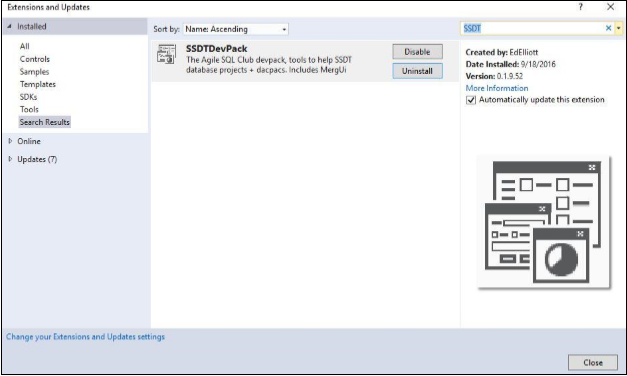 Extensions and Updates
? X
Installed
Sort by: Name: Ascending
SSDT
All
Controls
Samples
Templates
SDKs
Tools
Search Results
Online
Updates (7)
SSDTDevPack
The Agile SQL Club devpack, tools to help SSDT
database projects + dacpacs. Includes MergUi
Disable
Uninstall
Created by: EdElliott
Date Installed: 9/18/2016
Version: 0.1.9.52
More Information
Automatically update this extension
Change your Extensions and Updates settings
Close